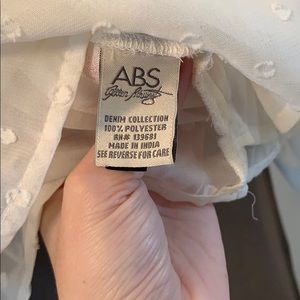 ABS
DENIM COLLECTION
100% POLYESTER
RN# 139681
MADE IN INDIA
SEE REVERSE FOR CARE